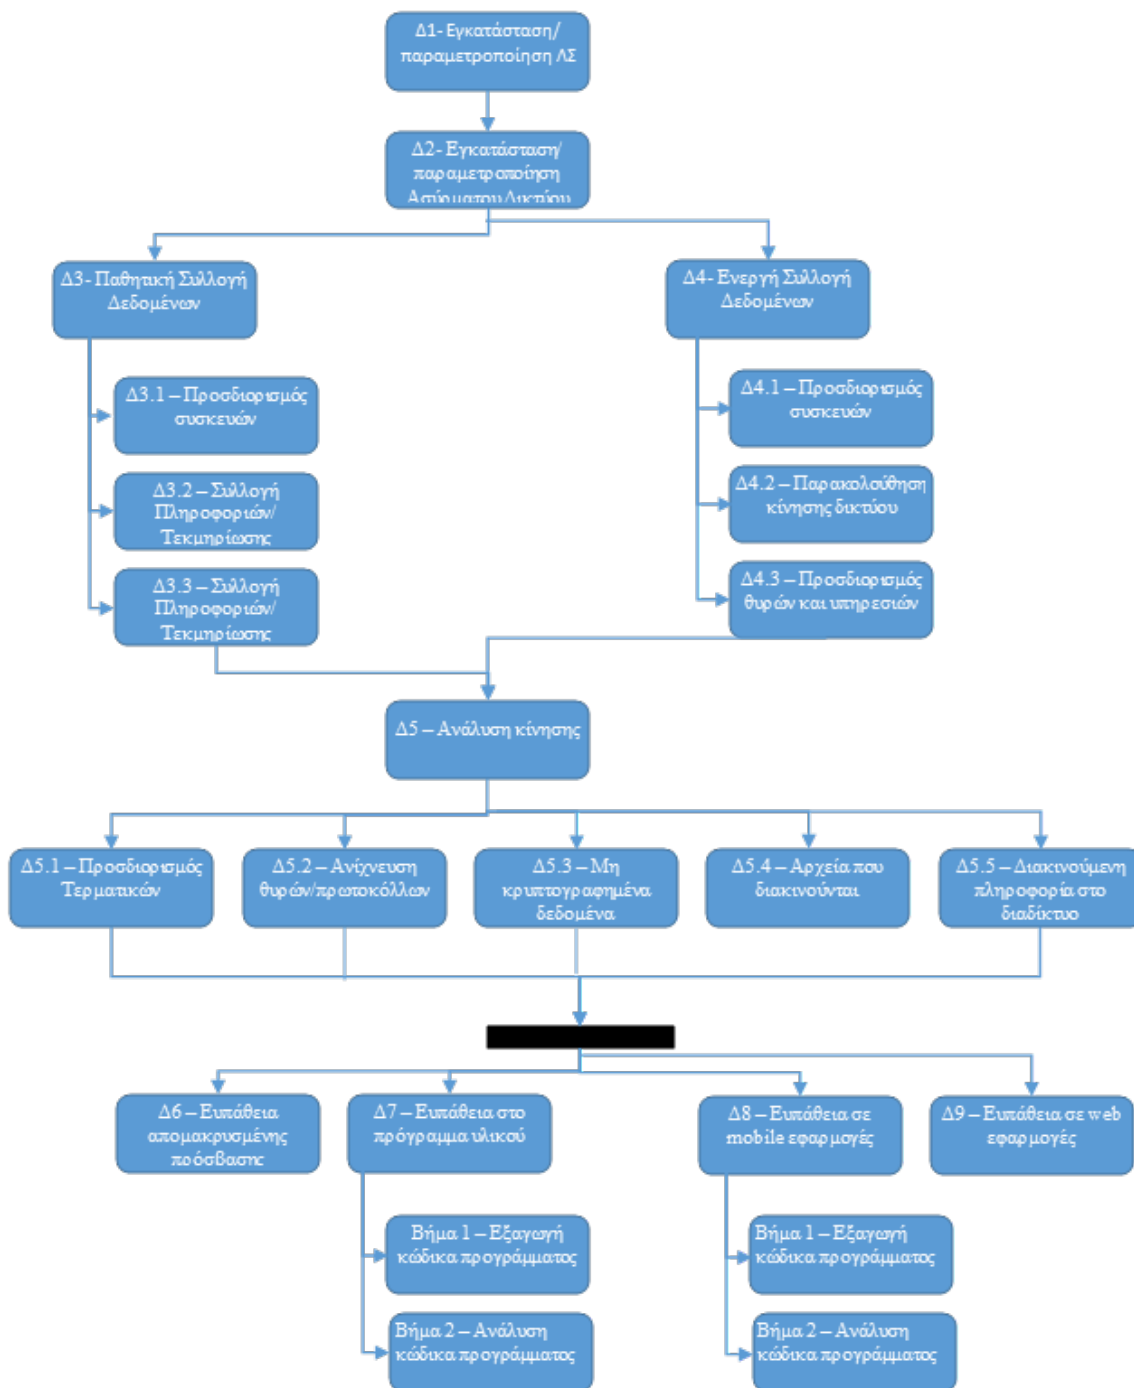 Δ1- Εγκατάσταση/
παραμετροποίηση ΛΣ
Δ2- Εγκατάσταση/
παραμετροποίηση
Ασύρματου Δικτύου
Δ3- Παθητική Συλλογή
Δεδομένων
Δ4- Ενεργή Συλλογή
Δεδομένων
Δ3.1 – Προσδιορισμός
συσκευών
Δ3.2 – Συλλογή
Πληροφοριών/
Τεκμηρίωσης
Δ3.3 – Συλλογή
Πληροφοριών/
Τεκμηρίωσης
Δ4.1 – Προσδιορισμός
συσκευών
Δ4.2 – Παρακολούθηση
κίνησης δικτύου
Δ4.3 – Προσδιορισμός
θυρών και υπηρεσιών
Δ5 – Ανάλυση κίνησης
Δ5.1 – Προσδιορισμός
Τερματικών
Δ5.2 – Ανίχνευση
θυρών/πρωτοκόλλων
Δ5.3 – Μη
κρυπτογραφημένα
δεδομένα
Δ5.4 – Αρχεία που
διακινούνται
Δ5.5 – Διακινούμενη
πληροφορία στο
διαδίκτυο
Δ6 – Ευπάθεια
απομακρυσμένης
πρόσβασης
Δ7 – Ευπάθεια στο
πρόγραμμα υλικού
Δ8 – Ευπάθεια σε
mobile εφαρμογές
Δ9 – Ευπάθεια σε web
εφαρμογές
Βήμα 1 – Εξαγωγή
κώδικα προγράμματος
Βήμα 2 – Ανάλυση
κώδικα προγράμματος
Βήμα 1 – Εξαγωγή
κώδικα προγράμματος
Βήμα 2 – Ανάλυση
κώδικα προγράμματος